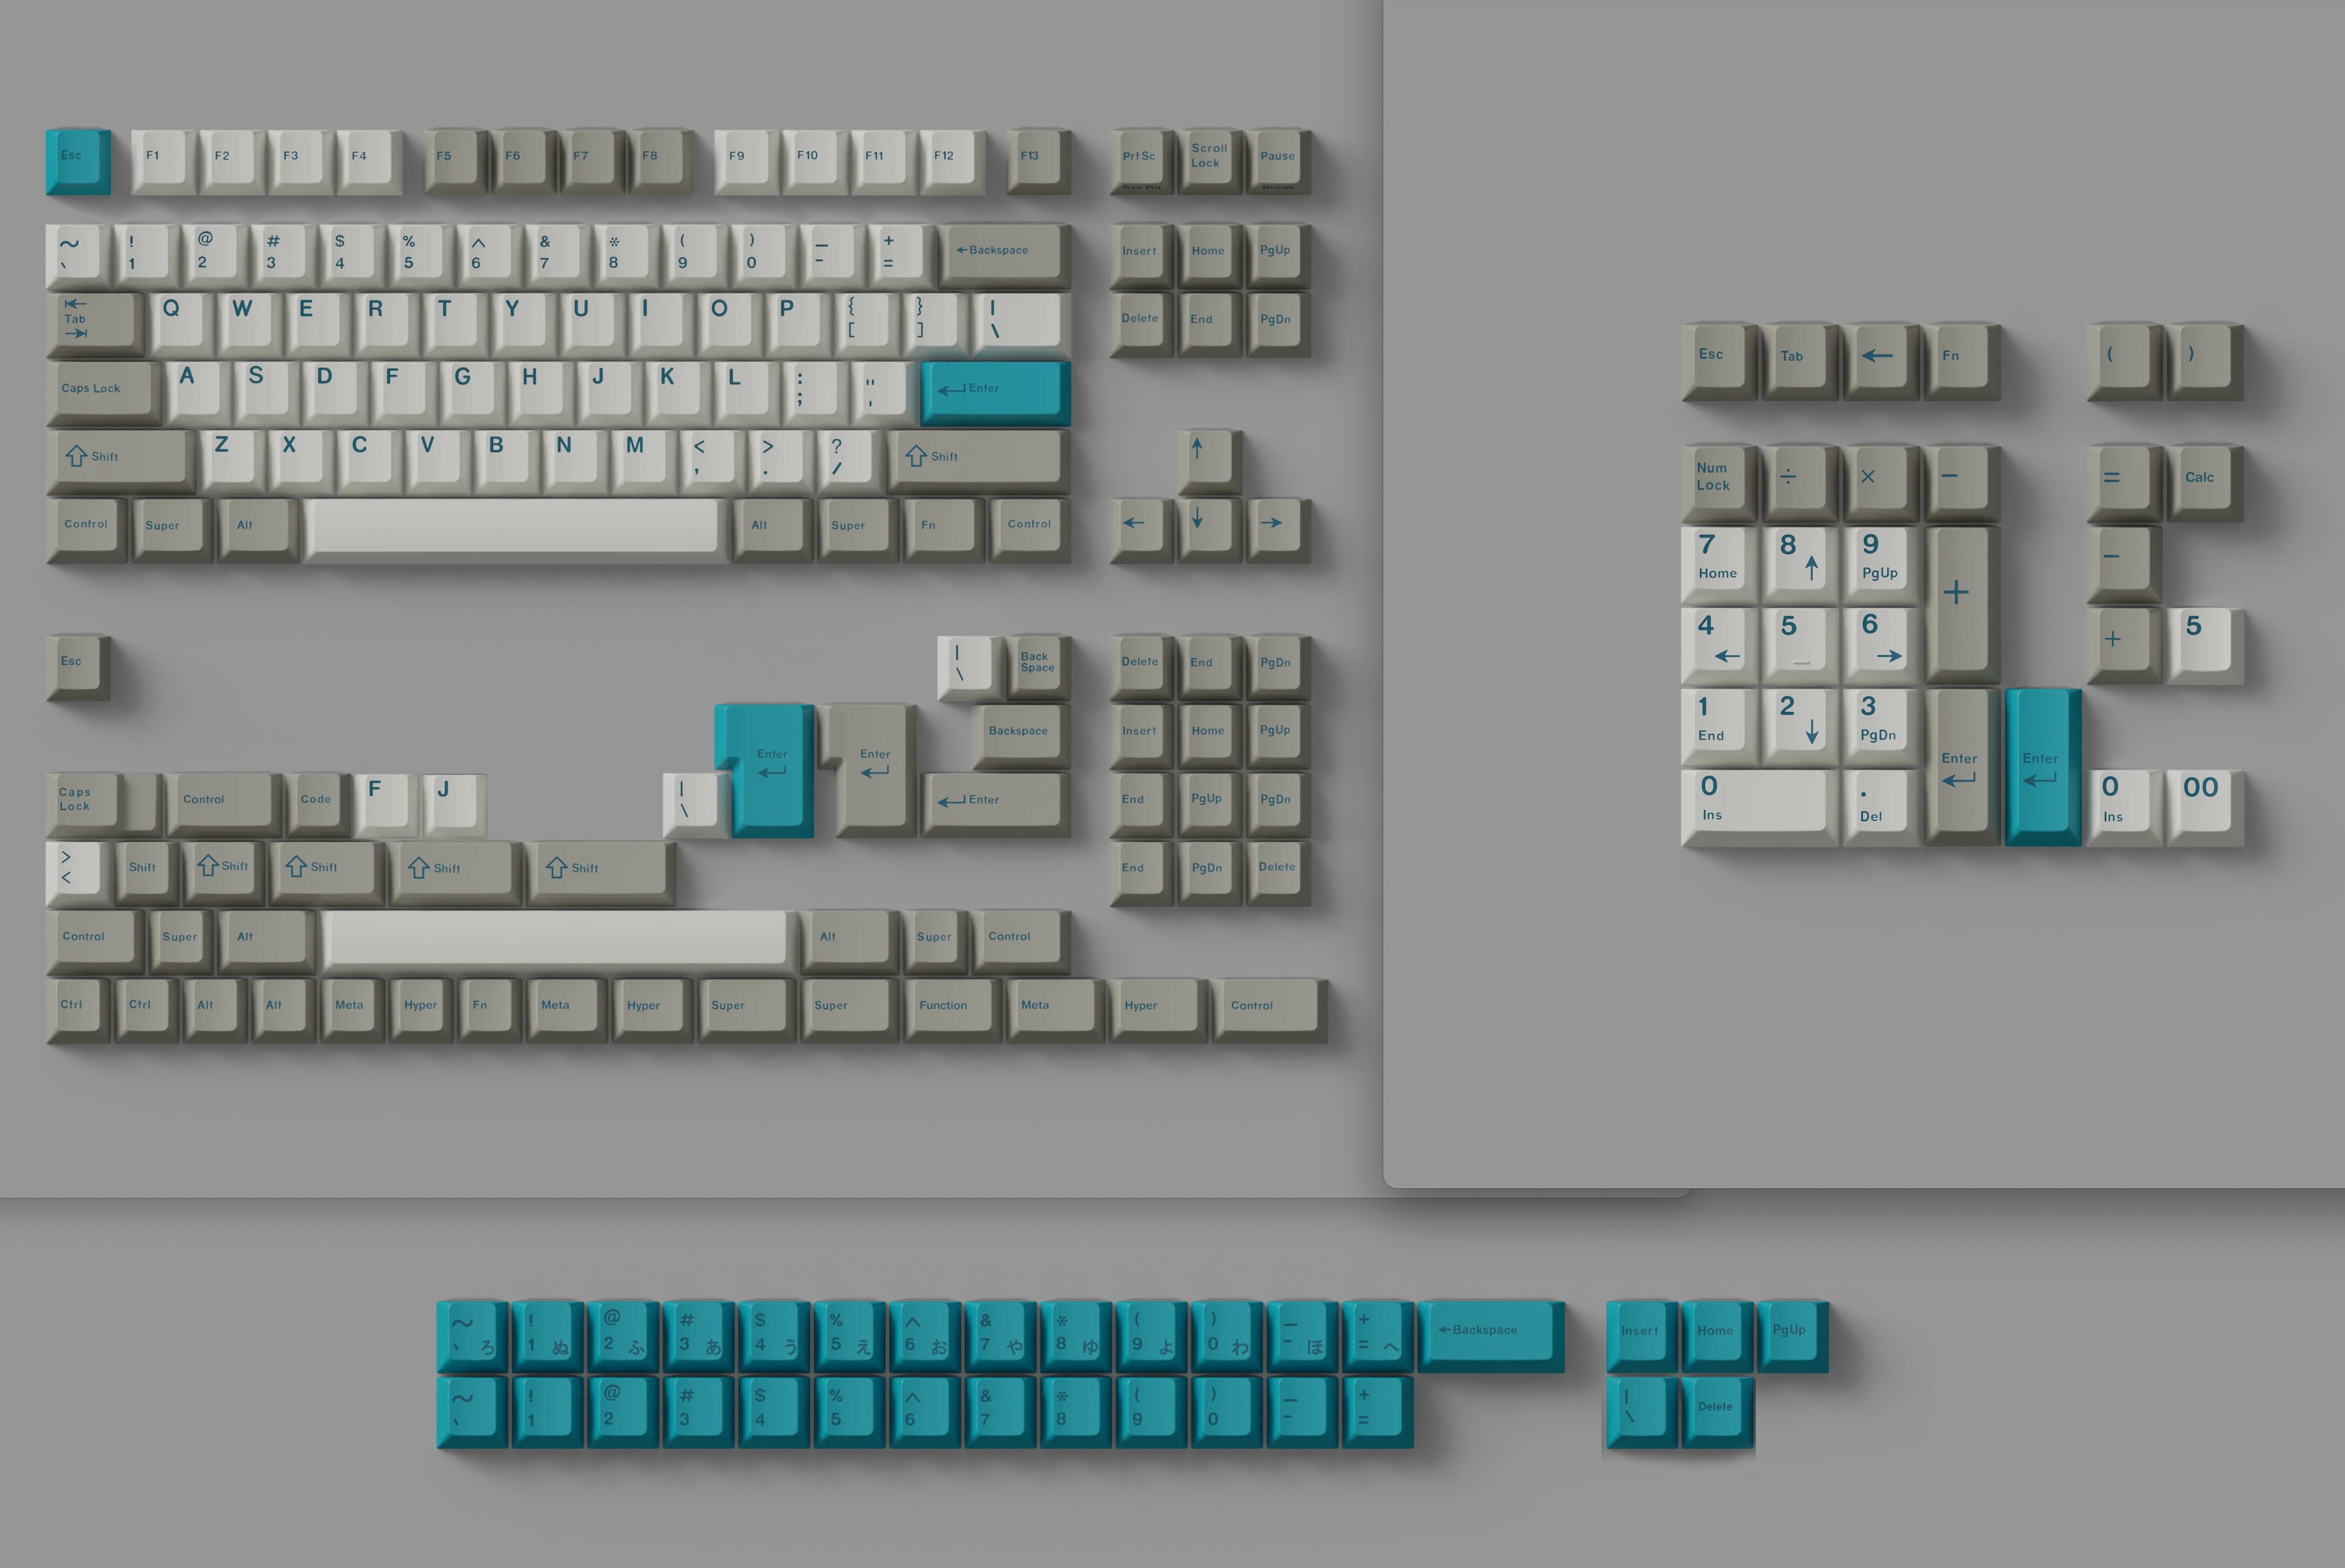 Esc F1 F2 F3 F4 F5 F6 F7 F8 F9 F10 F11 F12 F13 Prt Sc Scroll Lock Pause
~ ` ! 1 @ 2 # 3 $ 4 % 5 ^ 6 & 7 * 8 ( 9 ) 0 _ - + = ←Backspace Insert Home PgUp
⇤ Tab ⇥ Q W E R T Y U I O P { [ } ] | \ Delete End PgDn
Caps Lock A S D F G H J K L : ; " ' ↵ Enter
⇧ Shift Z X C V B N M < , > . ? / ⇧ Shift ↑
Control Super Alt Alt Super Fn Control ← ↓ →
Esc | \ Back Space Delete End PgDn
Enter ↵ Enter ↵ Backspace Insert Home PgUp
Caps Lock Control Code F J | \ ↵ Enter End PgUp PgDn
> < Shift ⇧ Shift ⇧ Shift ⇧ Shift ⇧ Shift End PgDn Delete
Control Super Alt Alt Super Control
Ctrl Ctrl Alt Alt Meta Hyper Fn Meta Hyper Super Super Function Meta Hyper Control
Esc Tab ← Fn ( )
Num Lock ÷ × − = Calc
7 Home 8 ↑ 9 PgUp + −
4 ← 5 _ 6 → + 5
1 End 2 ↓ 3 PgDn Enter ↵ Enter ↵
0 Ins . Del 0 Ins 00
~ ` ろ ! 1 ぬ @ 2 ふ # 3 あ $ 4 う % 5 え ^ 6 お & 7 や * 8 ゆ ( 9 よ ) 0 わ _ - ほ + = へ ←Backspace Insert Home PgUp
~ ` ! 1 @ 2 # 3 $ 4 % 5 ^ 6 & 7 * 8 ( 9 ) 0 _ - + = | \ Delete